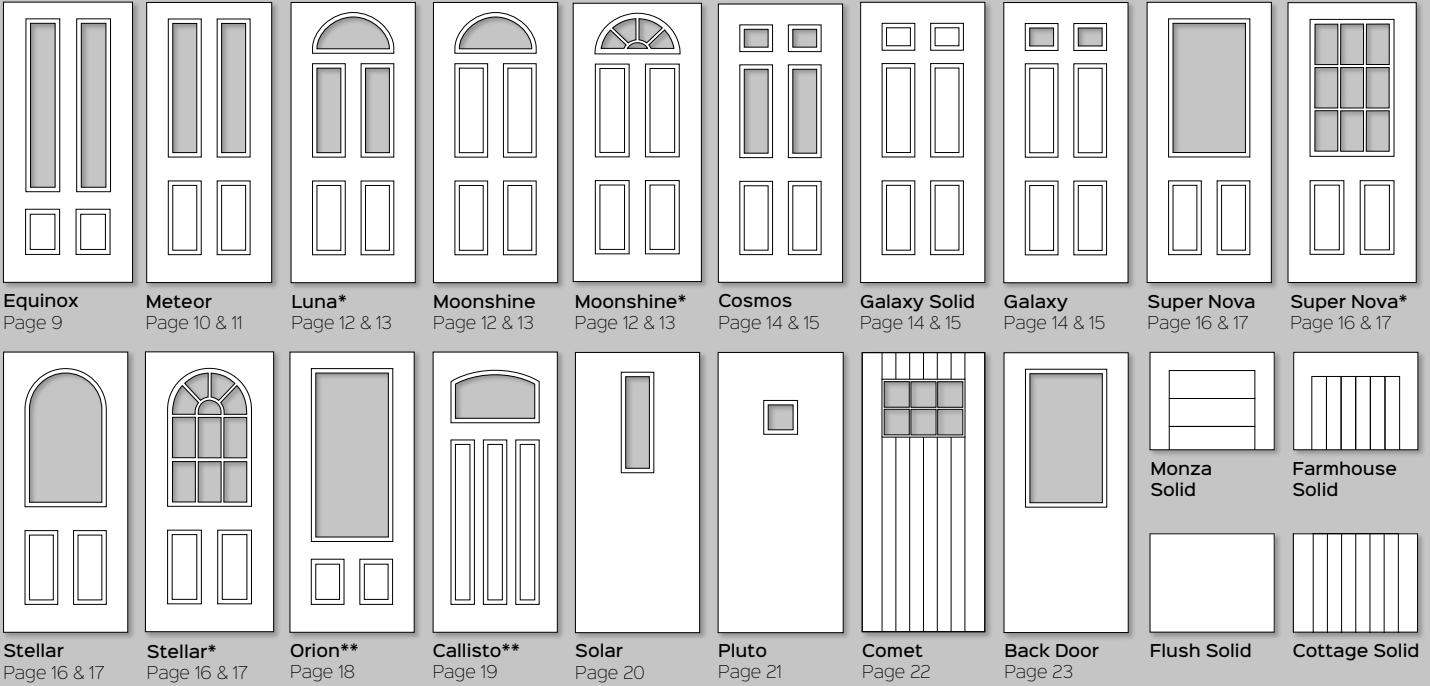 Equinox
Page 9
Meteor
Page 10 & 11
Luna*
Page 12 & 13
Moonshine
Page 12 & 13
Moonshine*
Page 12 & 13
Cosmos
Page 14 & 15
Galaxy Solid
Page 14 & 15
Galaxy
Page 14 & 15
Super Nova
Page 16 & 17
Super Nova*
Page 16 & 17
Stellar
Page 16 & 17
Stellar*
Page 16 & 17
Orion**
Page 18
Callisto**
Page 19
Solar
Page 20
Pluto
Page 21
Comet
Page 22
Back Door
Page 23
Monza
Solid
Farmhouse
Solid
Flush Solid
Cottage Solid